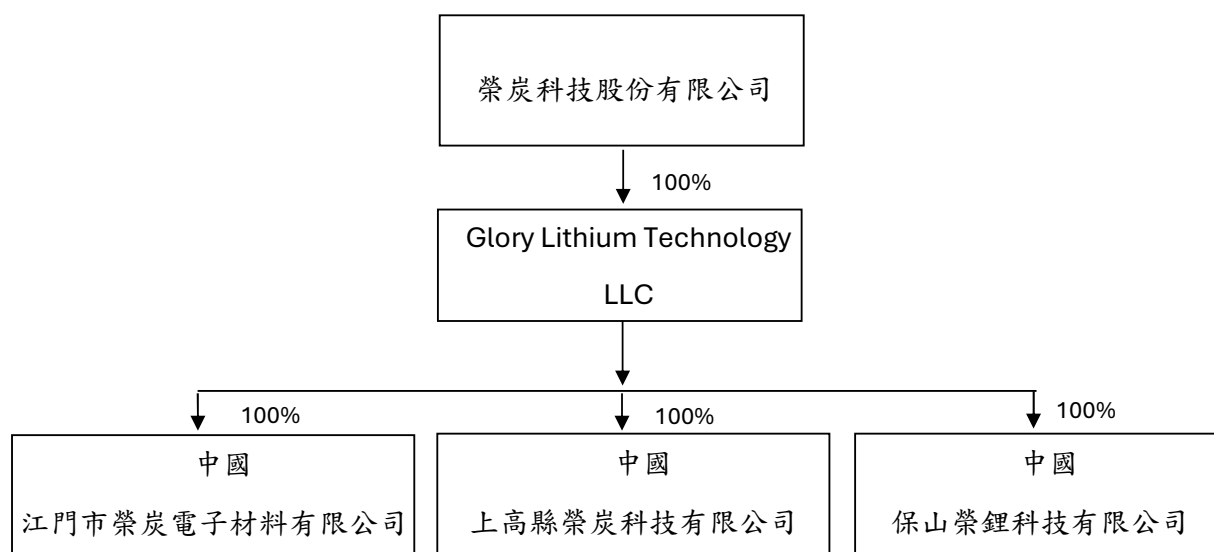 榮炭科技股份有限公司
100%
Glory Lithium Technology
LLC
100%
100%
100%
中國
江門市榮炭電子材料有限公司
中國
上高縣榮炭科技有限公司
中國
保山榮鋰科技有限公司